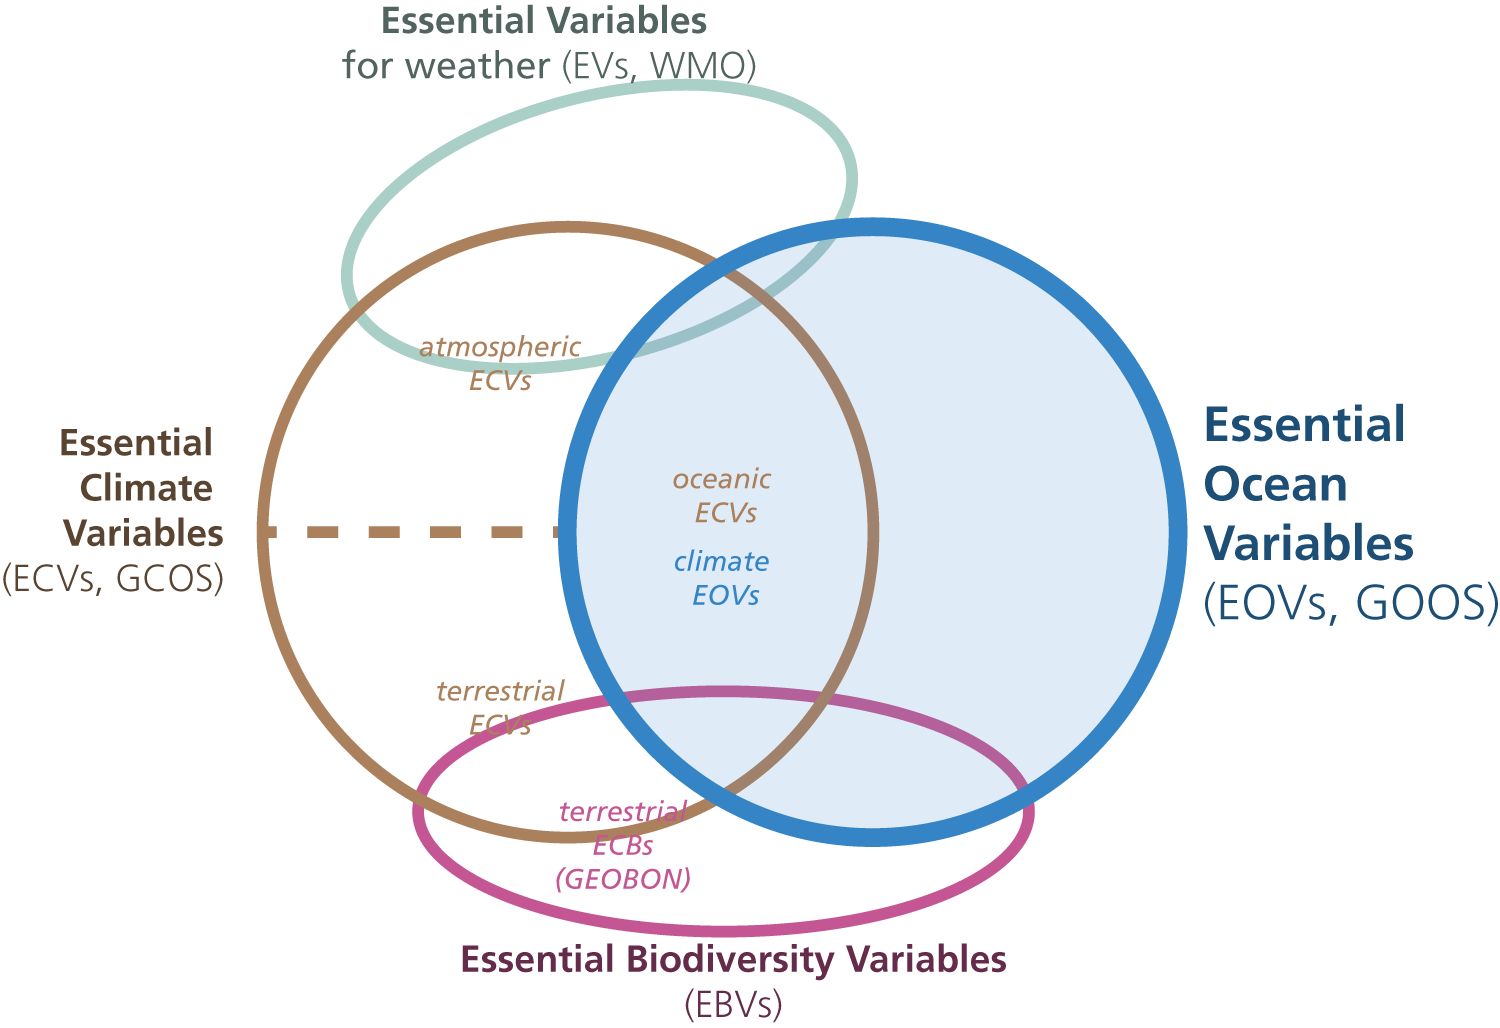 Essential Variables
for weather (EVs, WMO)
atmospheric
ECVs
Essential
Climate
Variables
(ECVs, GCOS)
oceanic
ECVs
climate
EOVs
Essential
Ocean
Variables
(EOVs, GOOS)
terrestrial
ECVs
terrestrial
ECBs
(GEOBON)
Essential Biodiversity Variables
(EBVs)